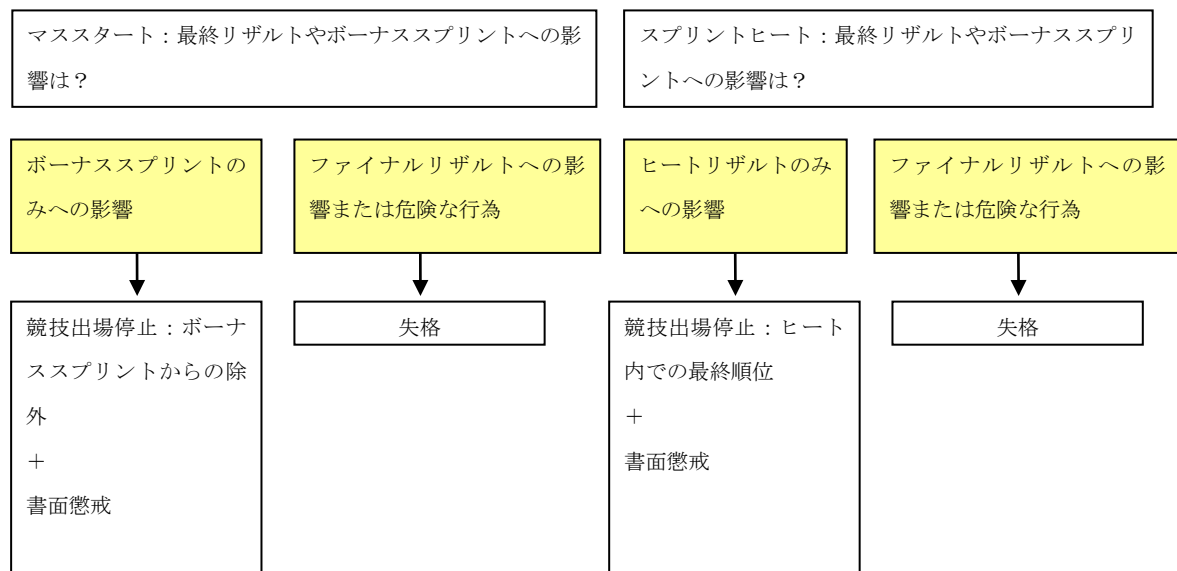 マススタート：最終リザルトやボーナススプリントへの影
響は？
スプリントヒート：最終リザルトやボーナススプリ
ントへの影響は？
ボーナススプリントの
みへの影響
ファイナルリザルトへの影
響または危険な行為
ヒートリザルトのみ
への影響
ファイナルリザルトへの影
響または危険な行為
競技出場停止：ボーナ
ススプリントからの除
外
＋
書面懲戒
失格
競技出場停止：ヒート
内での最終順位
＋
書面懲戒
失格